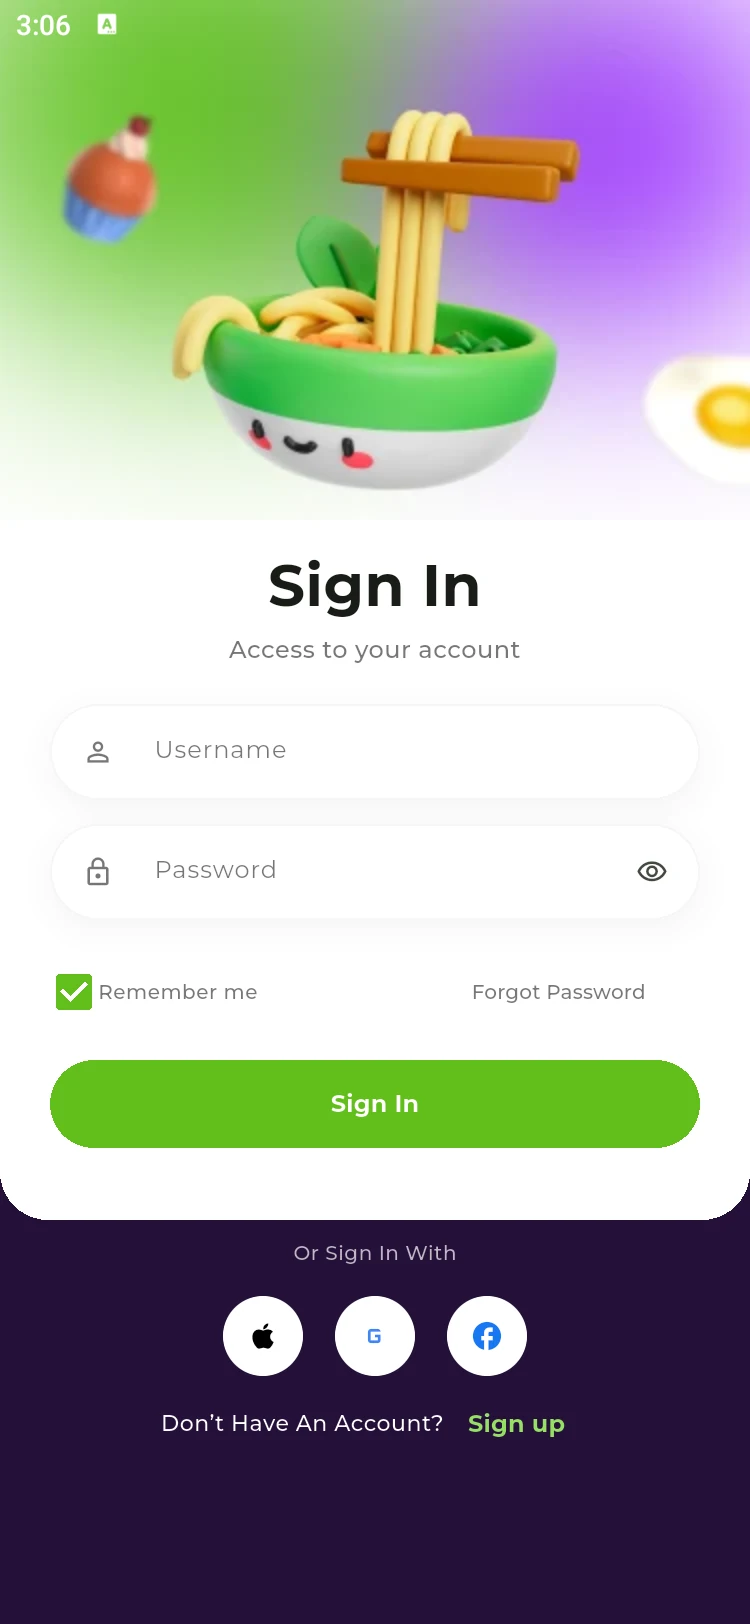 3:06
Sign In
Access to your account
Username
Password
Remember me
Forgot Password
Sign In
Or Sign In With
G
Don’t Have An Account? Sign up